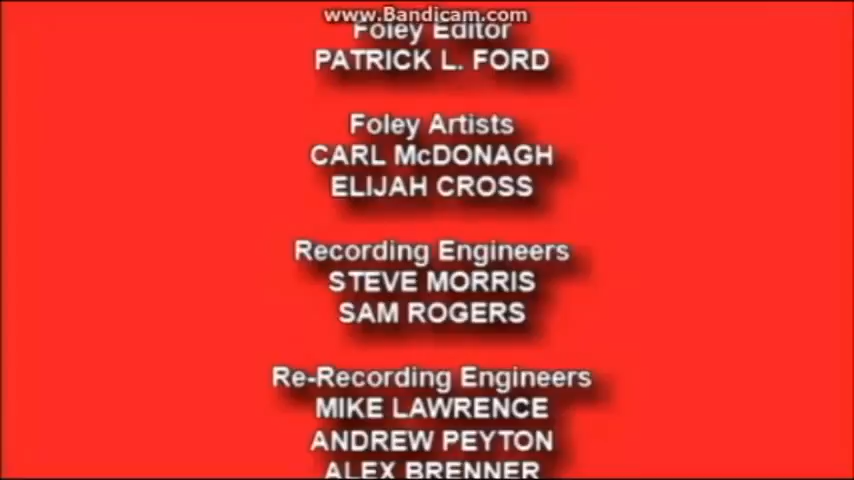 www.Bandicam.com
Foley Editor
PATRICK L. FORD
Foley Artists
CARL McDONAGH
ELIJAH CROSS
Recording Engineers
STEVE MORRIS
SAM ROGERS
Re-Recording Engineers
MIKE LAWRENCE
ANDREW PEYTON
ALEX BRENNER